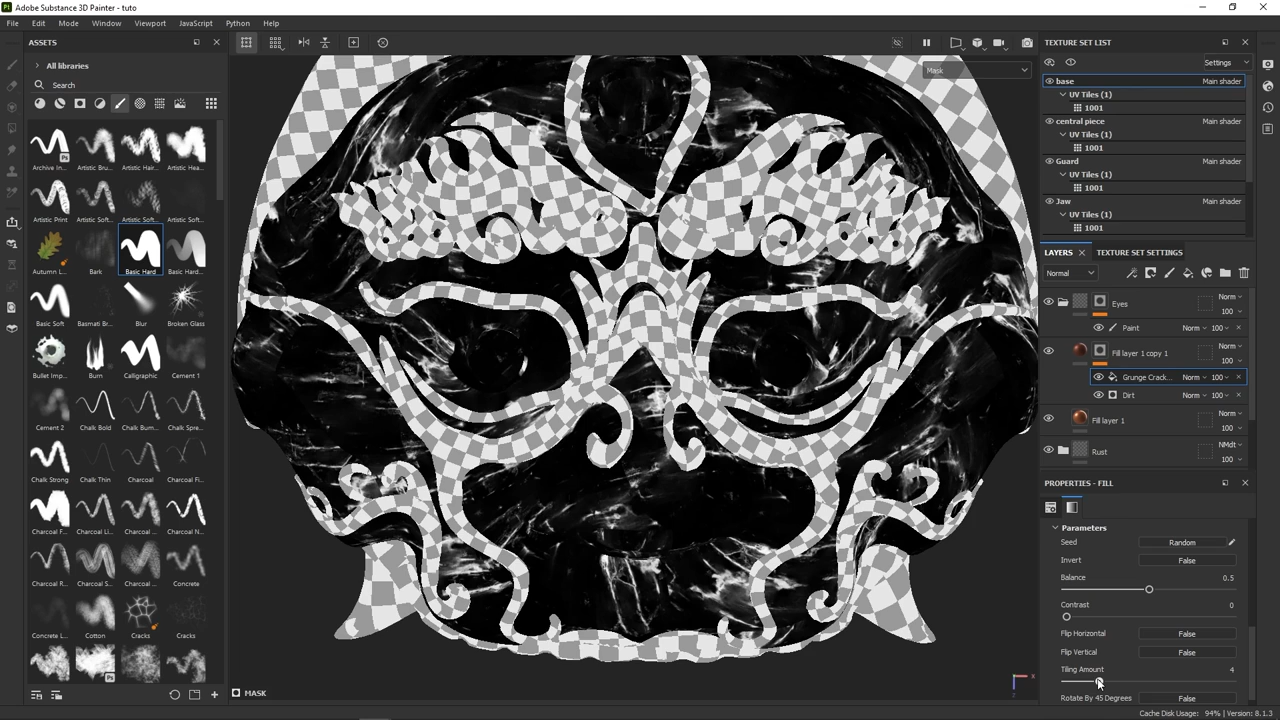 Pt Adobe Substance 3D Painter - tuto
File Edit Mode Window Viewport JavaScript Python Help
ASSETS
All libraries
Search
Archive In... Artistic Bru... Artistic Hair... Artistic Hea...
Ps
Artistic Print Artistic Soft... Artistic Soft... Artistic Soft...
Autumn L... Bark Basic Hard Basic Hard...
Basic Soft Basmati Br... Blur Broken Glass
Bullet Imp... Burn Calligraphic Cement 1
Cement 2 Chalk Bold Chalk Bum... Chalk Spre...
Chalk Strong Chalk Thin Charcoal Charcoal Fi...
Charcoal F... Charcoal Li... Charcoal M... Charcoal N...
Charcoal R... Charcoal S... Charcoal ... Concrete
Concrete L... Cotton Cracks Cracks
Ps
Mask
MASK
TEXTURE SET LIST
Settings
base Main shader
UV Tiles (1)
1001
central piece Main shader
UV Tiles (1)
1001
Guard Main shader
UV Tiles (1)
1001
Jaw Main shader
UV Tiles (1)
1001
LAYERS TEXTURE SET SETTINGS
Normal
Eyes Norm 100
Paint Norm 100
Fill layer 1 copy 1 Norm 100
Grunge Crack... Norm 100
Dirt Norm 100
Fill layer 1 Norm 100
Rust NMdt 100
PROPERTIES - FILL
Parameters
Seed Random
Invert False
Balance 0.5
Contrast 0
Flip Horizontal False
Flip Vertical False
Tiling Amount 4
Rotate By 45 Degrees False
Cache Disk Usage: 94% | Version: 8.1.3